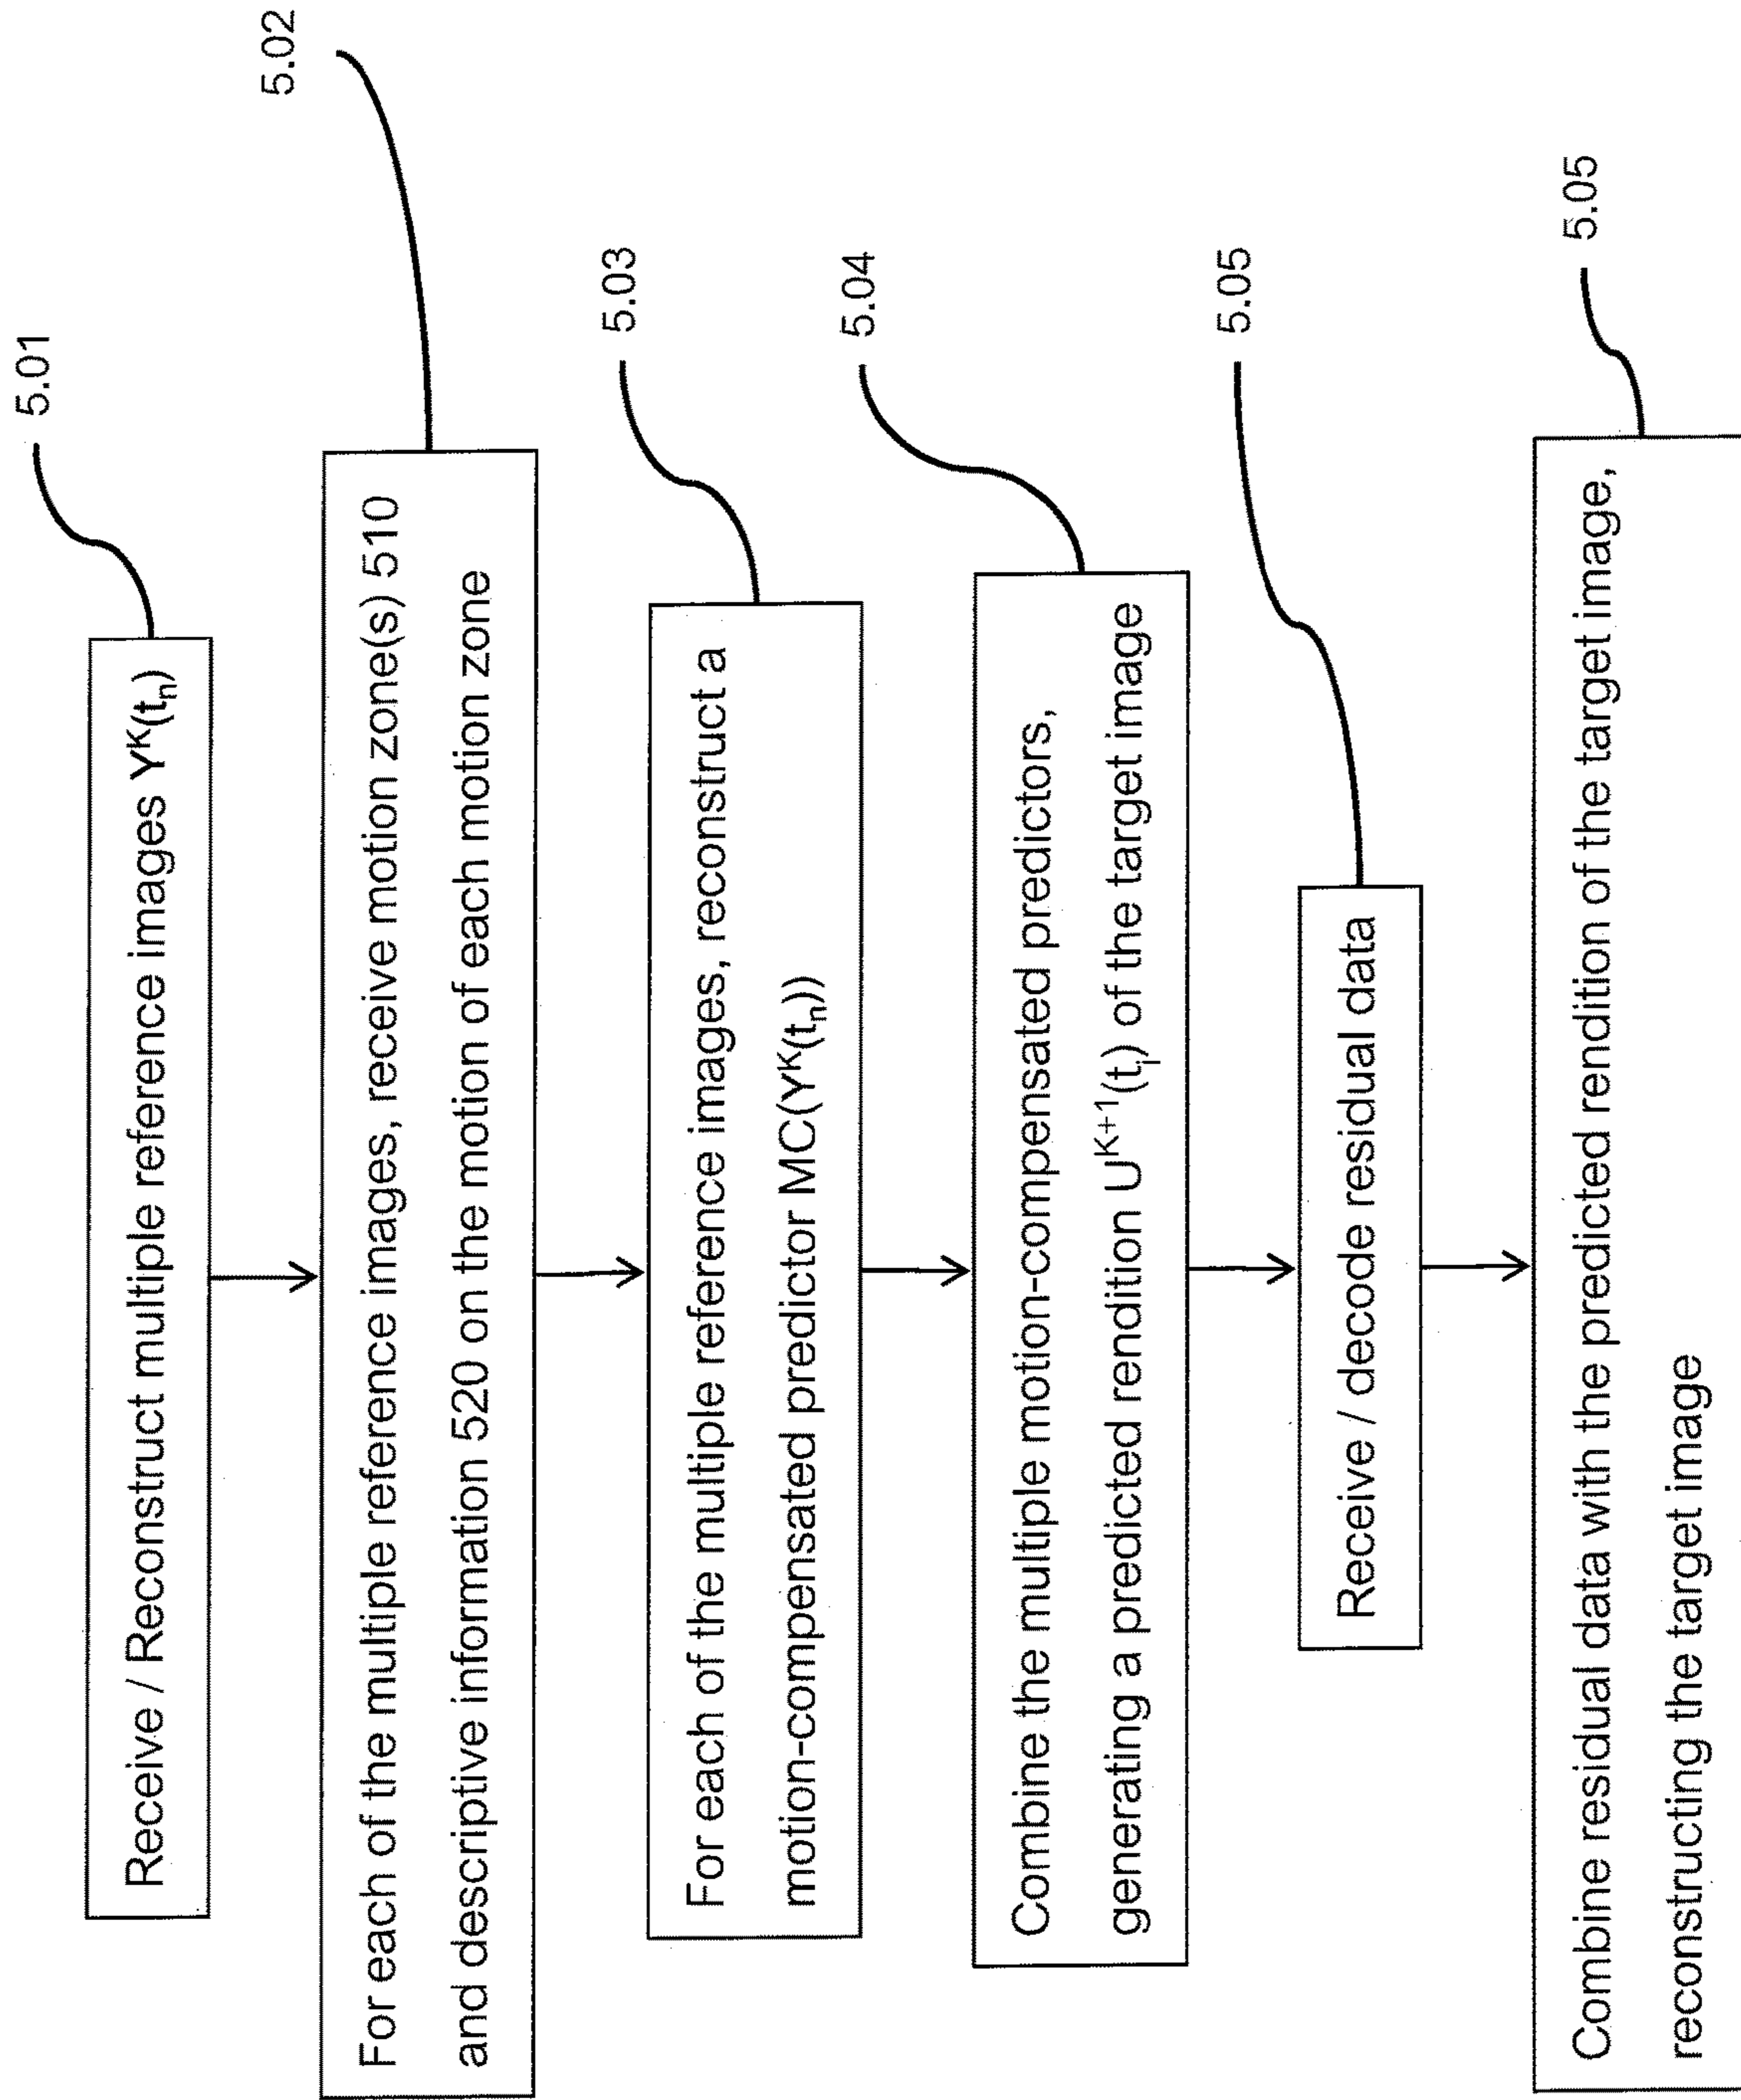 5.01
Receive / Reconstruct multiple reference images Yᴷ(tₙ)
5.02
For each of the multiple reference images, receive motion zone(s) 510
and descriptive information 520 on the motion of each motion zone
5.03
For each of the multiple reference images, reconstruct a
motion-compensated predictor MC(Yᴷ(tₙ))
5.04
Combine the multiple motion-compensated predictors,
generating a predicted rendition Uᴷ⁺¹(tᵢ) of the target image
5.05
Receive / decode residual data
5.05
Combine residual data with the predicted rendition of the target image,
reconstructing the target image